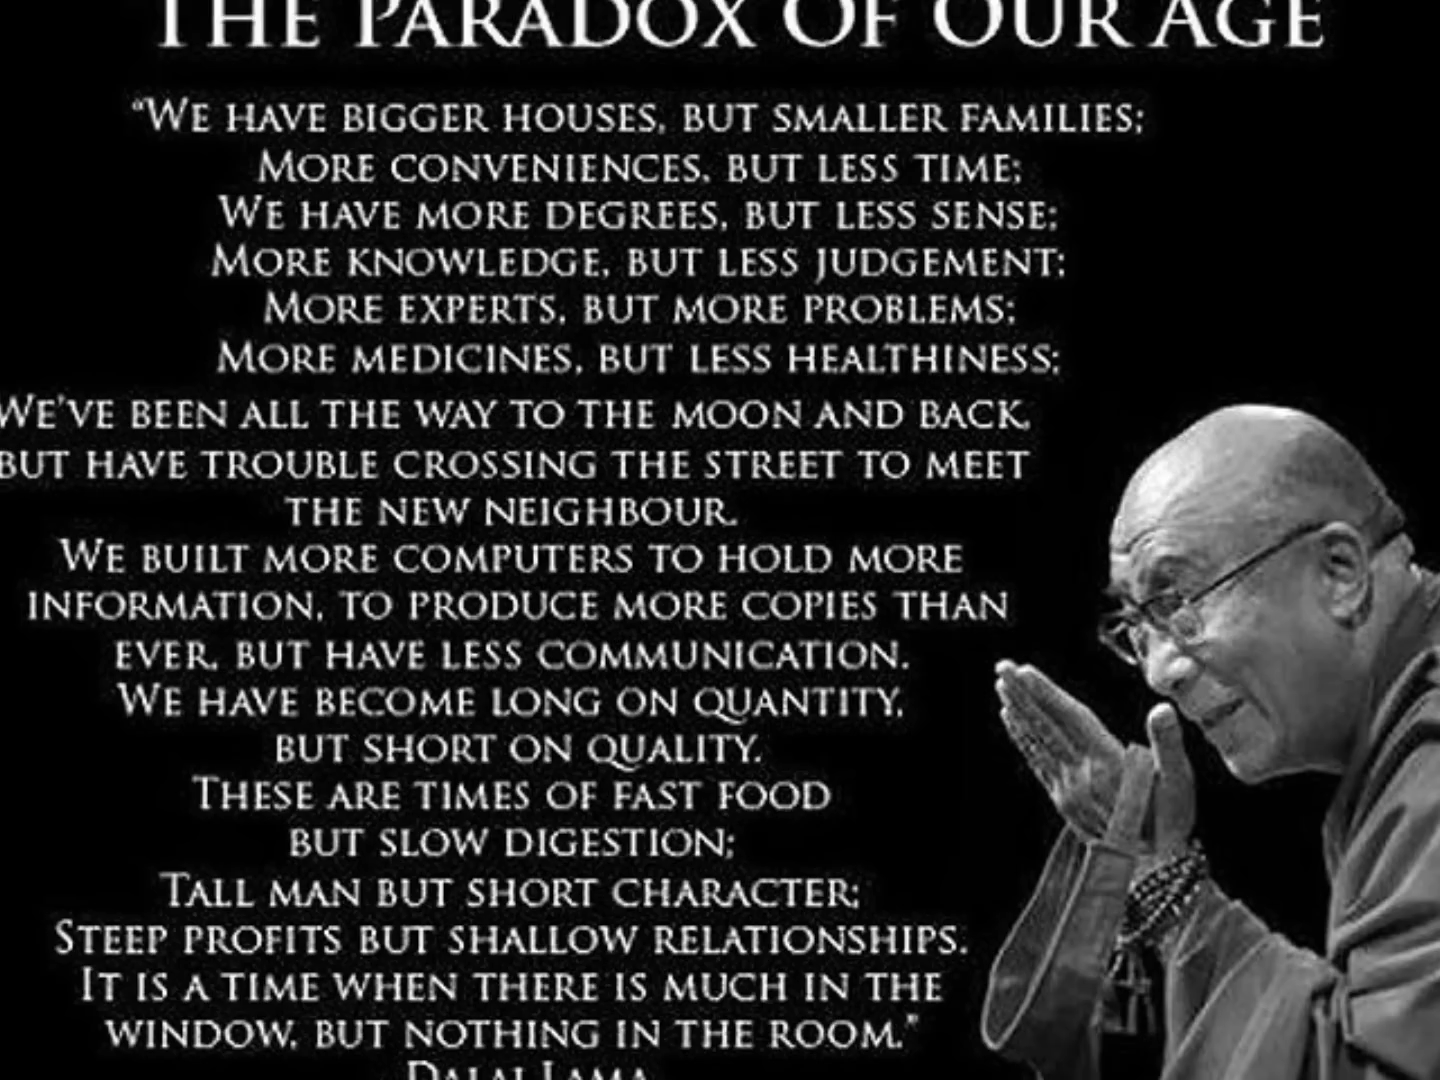 The Paradox Of Our Age
"We have bigger houses, but smaller families;
More conveniences, but less time;
We have more degrees, but less sense;
More knowledge, but less judgement;
More experts, but more problems;
More medicines, but less healthiness;
We've been all the way to the moon and back,
but have trouble crossing the street to meet
the new neighbour.
We built more computers to hold more
information, to produce more copies than
ever, but have less communication.
We have become long on quantity,
but short on quality.
These are times of fast food
but slow digestion;
Tall man but short character;
Steep profits but shallow relationships.
It is a time when there is much in the
window, but nothing in the room."
Dalai Lama